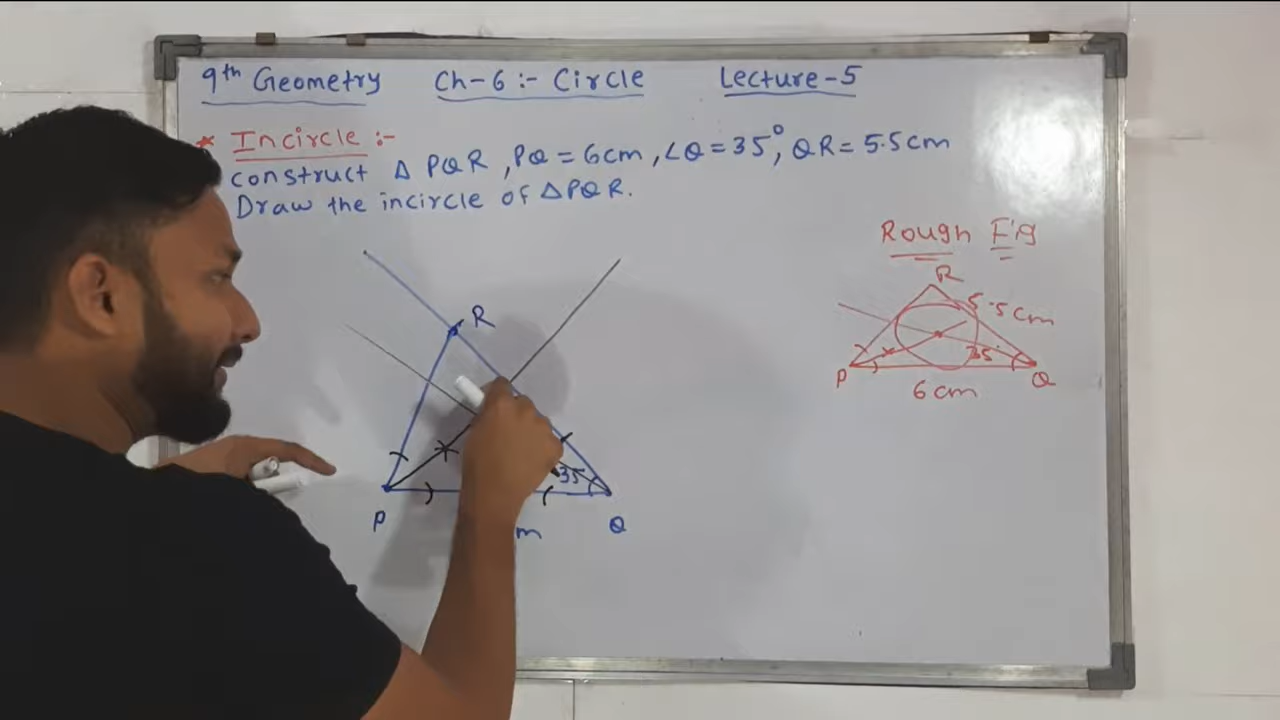 9th Geometry Ch-6 :- Circle Lecture-5
* Incircle :-
construct Δ PQR , PQ = 6cm , ∠Q = 35°, QR = 5.5cm
Draw the incircle of ΔPQR.
Rough Fig
R
5.5cm
35°
P
Q
6cm
R
35
P
Q
m